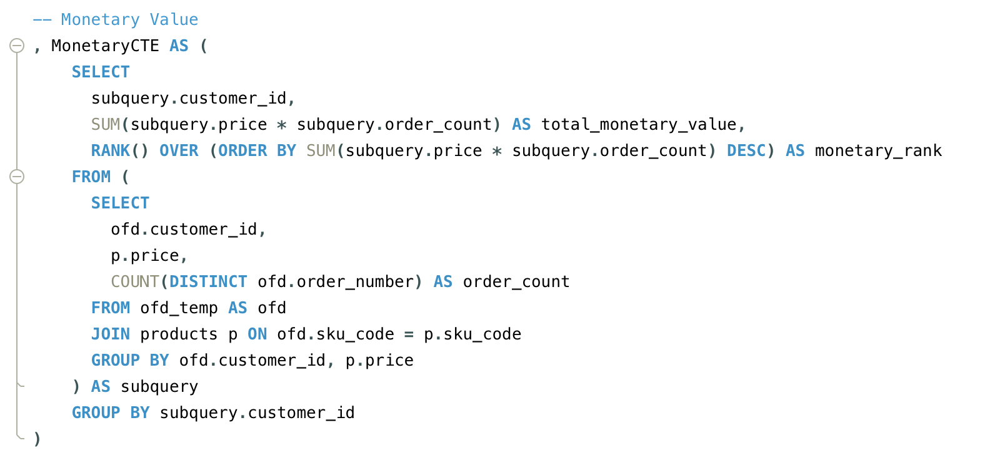 -- Monetary Value
, MonetaryCTE AS (
    SELECT
      subquery.customer_id,
      SUM(subquery.price * subquery.order_count) AS total_monetary_value,
      RANK() OVER (ORDER BY SUM(subquery.price * subquery.order_count) DESC) AS monetary_rank
    FROM (
      SELECT
        ofd.customer_id,
        p.price,
        COUNT(DISTINCT ofd.order_number) AS order_count
      FROM ofd_temp AS ofd
      JOIN products p ON ofd.sku_code = p.sku_code
      GROUP BY ofd.customer_id, p.price
    ) AS subquery
    GROUP BY subquery.customer_id
)